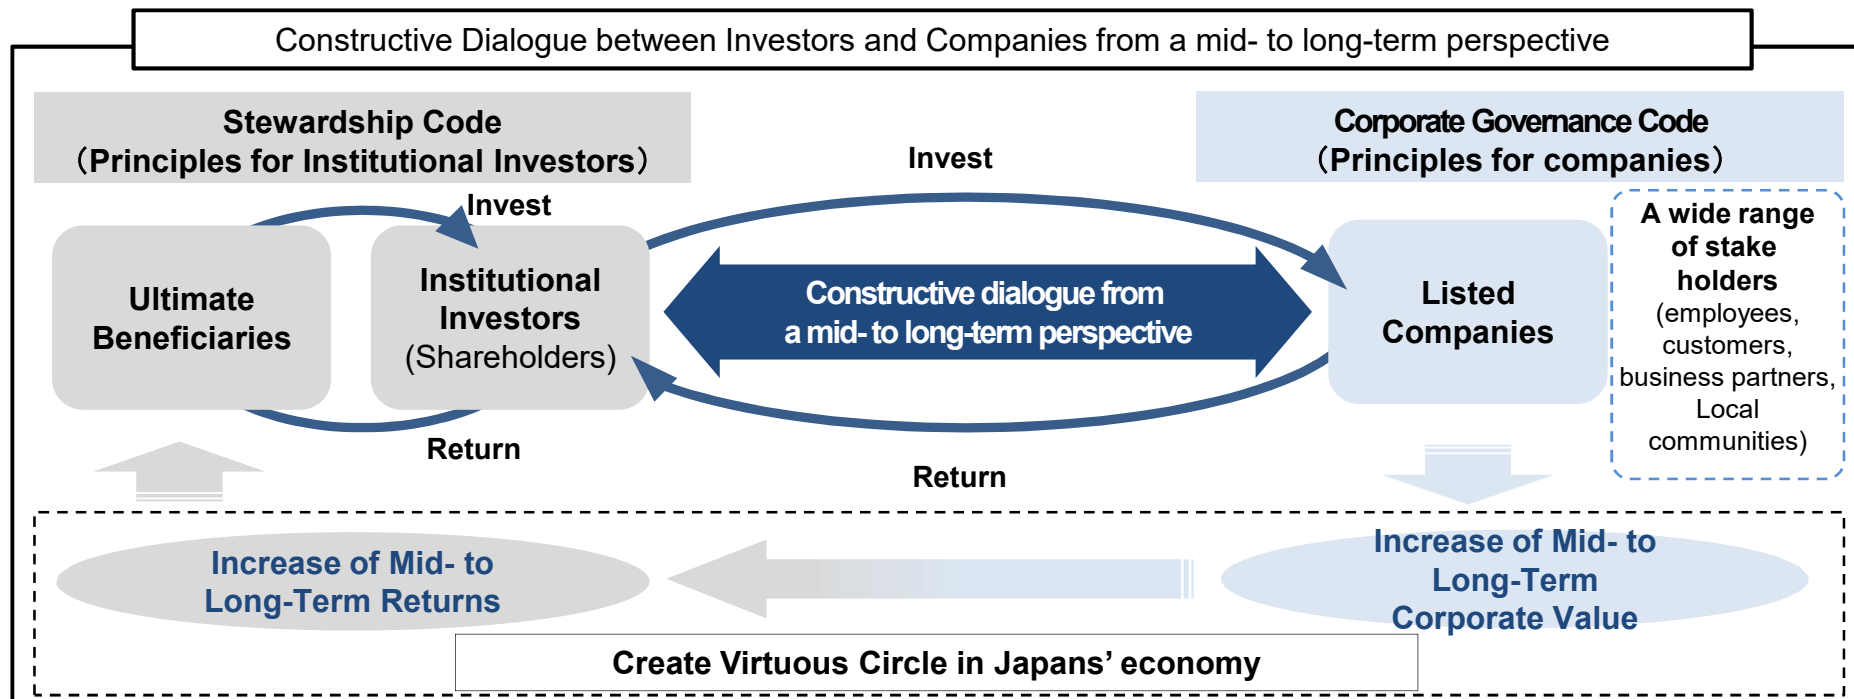 Constructive Dialogue between Investors and Companies from a mid- to long-term perspective
Stewardship Code
（Principles for Institutional Investors）
Corporate Governance Code
（Principles for companies）
Invest
Invest
Ultimate
Beneficiaries
Institutional
Investors
(Shareholders)
Constructive dialogue from
a mid- to long-term perspective
Listed
Companies
A wide range
of stake
holders
(employees,
customers,
business partners,
Local
communities)
Return
Return
Increase of Mid- to
Long-Term Returns
Increase of Mid- to
Long-Term
Corporate Value
Create Virtuous Circle in Japans’ economy